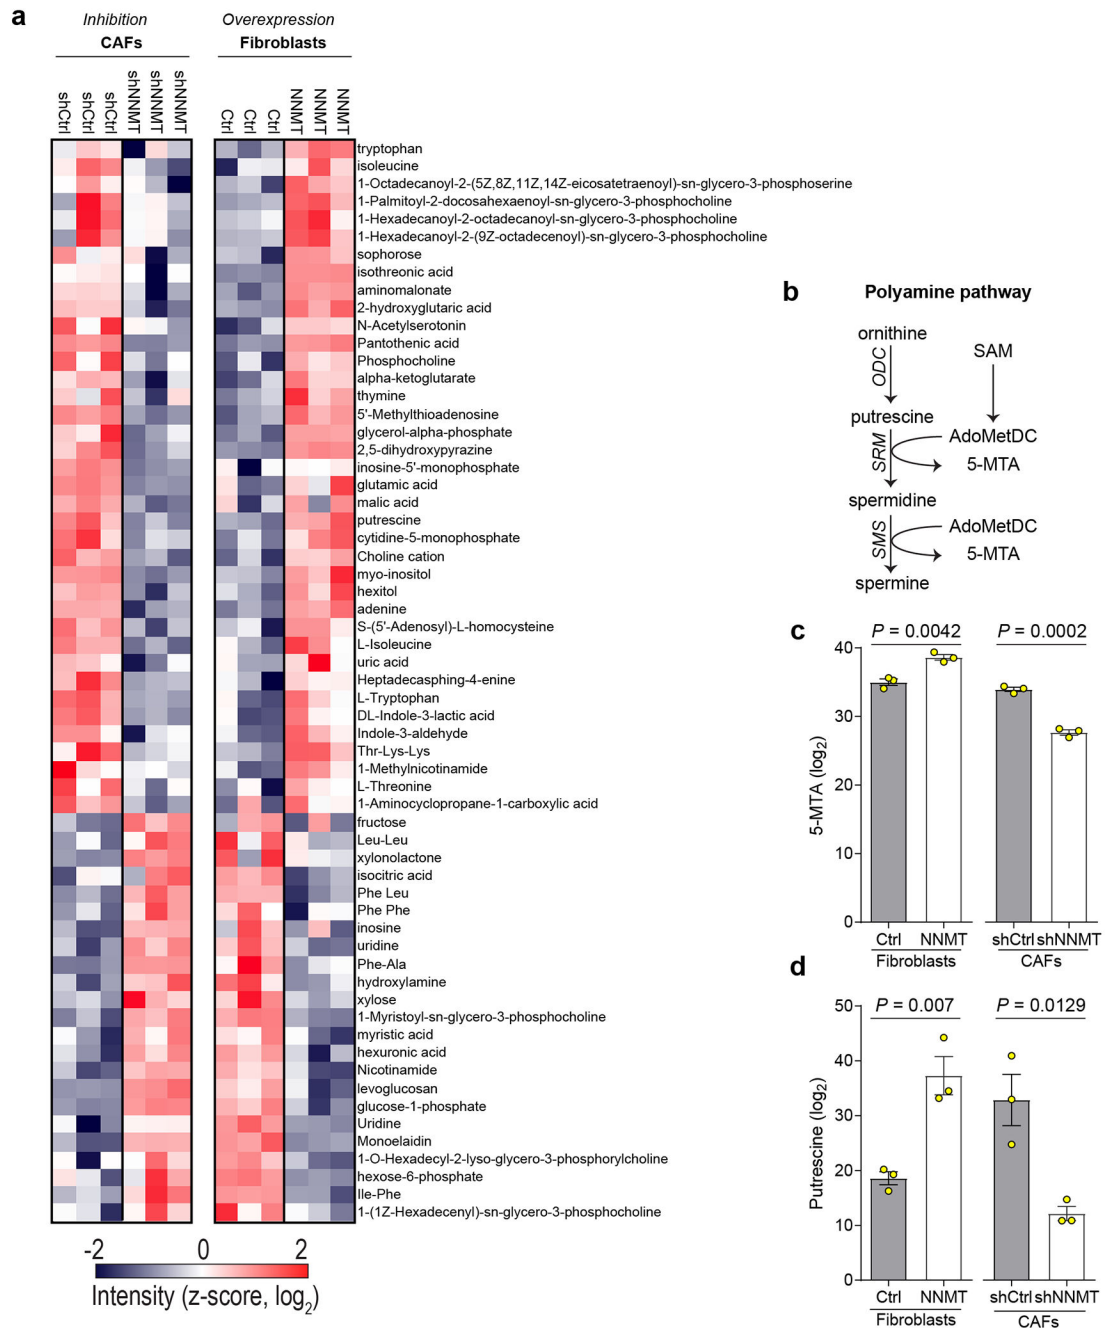 a
Inhibition
Overexpression
CAFs
Fibroblasts
shCtrl
shCtrl
shCtrl
shNNMT
shNNMT
shNNMT
Ctrl
Ctrl
Ctrl
NNMT
NNMT
NNMT
tryptophan
isoleucine
1-Octadecanoyl-2-(5Z,8Z,11Z,14Z-eicosatetraenoyl)-sn-glycero-3-phosphoserine
1-Palmitoyl-2-docosahexaenoyl-sn-glycero-3-phosphocholine
1-Hexadecanoyl-2-octadecanoyl-sn-glycero-3-phosphocholine
1-Hexadecanoyl-2-(9Z-octadecenoyl)-sn-glycero-3-phosphocholine
sophorose
isothreonic acid
aminomalonate
2-hydroxyglutaric acid
N-Acetylserotonin
Pantothenic acid
Phosphocholine
alpha-ketoglutarate
thymine
5'-Methylthioadenosine
glycerol-alpha-phosphate
2,5-dihydroxypyrazine
inosine-5'-monophosphate
glutamic acid
malic acid
putrescine
cytidine-5-monophosphate
Choline cation
myo-inositol
hexitol
adenine
S-(5'-Adenosyl)-L-homocysteine
L-Isoleucine
uric acid
Heptadecasphing-4-enine
L-Tryptophan
DL-Indole-3-lactic acid
Indole-3-aldehyde
Thr-Lys-Lys
1-Methylnicotinamide
L-Threonine
1-Aminocyclopropane-1-carboxylic acid
fructose
Leu-Leu
xylonolactone
isocitric acid
Phe Leu
Phe Phe
inosine
uridine
Phe-Ala
hydroxylamine
xylose
1-Myristoyl-sn-glycero-3-phosphocholine
myristic acid
hexuronic acid
Nicotinamide
levoglucosan
glucose-1-phosphate
Uridine
Monoelaidin
1-O-Hexadecyl-2-lyso-glycero-3-phosphorylcholine
hexose-6-phosphate
Ile-Phe
1-(1Z-Hexadecenyl)-sn-glycero-3-phosphocholine
-2
0
2
Intensity (z-score, log2)
b
Polyamine pathway
ornithine
ODC
SAM
putrescine
AdoMetDC
SRM
5-MTA
spermidine
AdoMetDC
SMS
5-MTA
spermine
c
P = 0.0042
P = 0.0002
40
30
20
10
0
5-MTA (log2)
Ctrl
NNMT
shCtrl
shNNMT
Fibroblasts
CAFs
d
P = 0.007
P = 0.0129
50
40
30
20
10
0
Putrescine (log2)
Ctrl
NNMT
shCtrl
shNNMT
Fibroblasts
CAFs